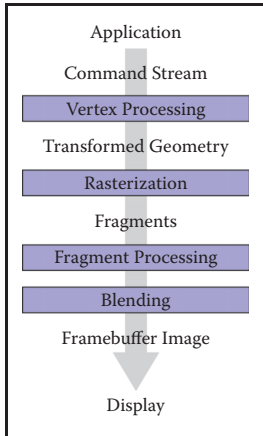 Application
Command Stream
Vertex Processing
Transformed Geometry
Rasterization
Fragments
Fragment Processing
Blending
Framebuffer Image
Display